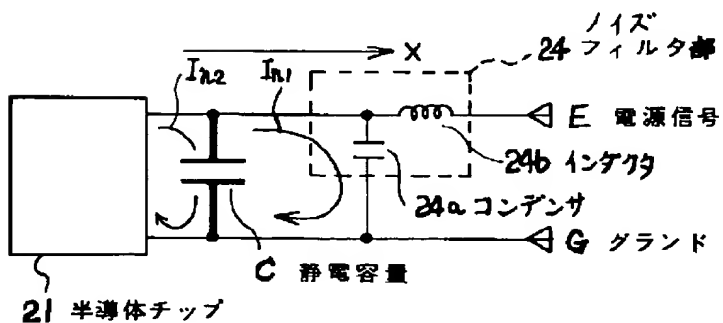 ノイズ
24 フィルタ部
X
In2
In1
E 電源信号
24b インダクタ
24a コンデンサ
G グランド
C 静電容量
21 半導体チップ